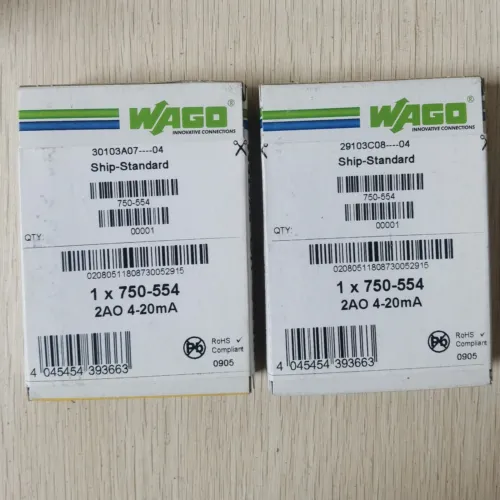 WAGO®
INNOVATIVE CONNECTIONS
30103A07----04
Ship-Standard
750-554
00001
QTY:
02080511808730052915
1 x 750-554
2AO 4-20mA
Pb
RoHS ✓
Compliant
0905
4 045454 393663
WAGO®
INNOVATIVE CONNECTIONS
29103C08----04
Ship-Standard
750-554
00001
QTY:
02080511808730052915
1 x 750-554
2AO 4-20mA
Pb
RoHS ✓
Compliant
0905
4 045454 393663